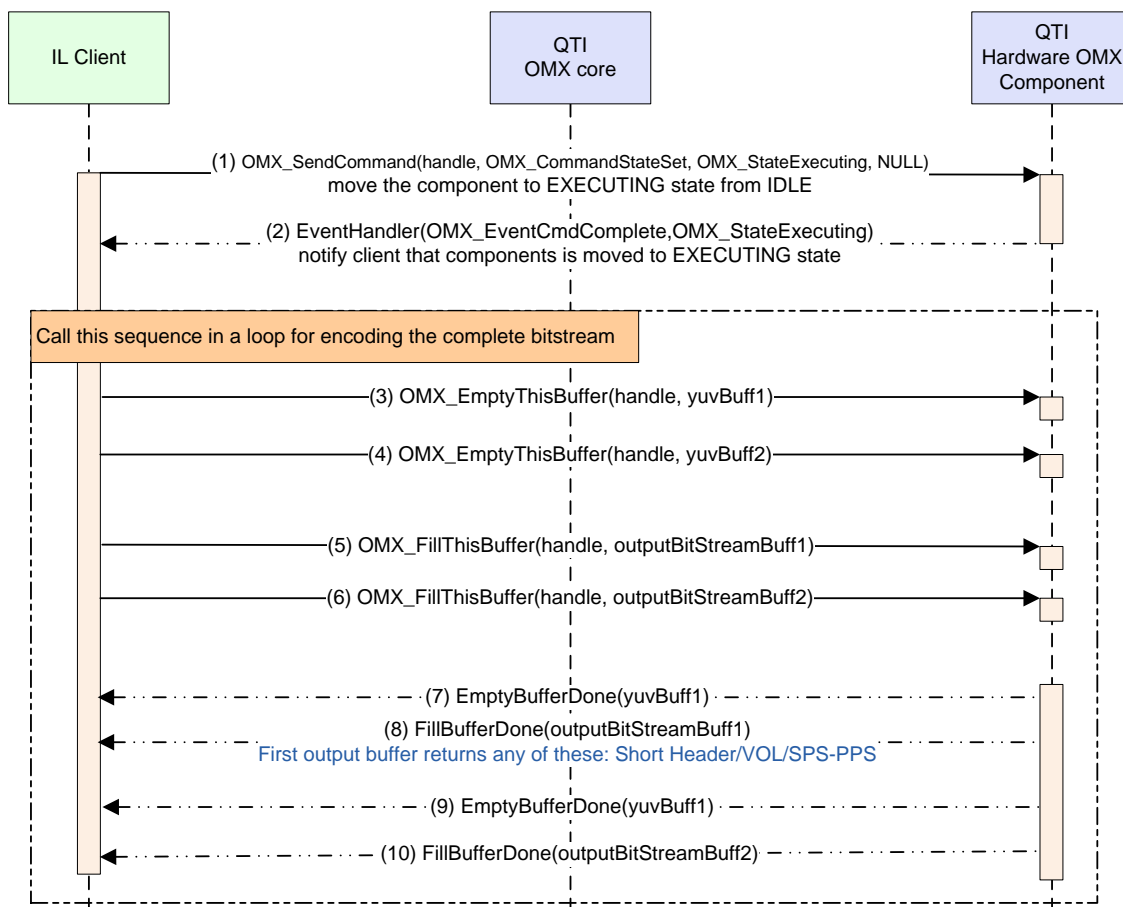 IL Client
QTI
OMX core
QTI
Hardware OMX
Component
(1) OMX_SendCommand(handle, OMX_CommandStateSet, OMX_StateExecuting, NULL)
move the component to EXECUTING state from IDLE
(2) EventHandler(OMX_EventCmdComplete,OMX_StateExecuting)
notify client that components is moved to EXECUTING state
Call this sequence in a loop for encoding the complete bitstream
(3) OMX_EmptyThisBuffer(handle, yuvBuff1)
(4) OMX_EmptyThisBuffer(handle, yuvBuff2)
(5) OMX_FillThisBuffer(handle, outputBitStreamBuff1)
(6) OMX_FillThisBuffer(handle, outputBitStreamBuff2)
(7) EmptyBufferDone(yuvBuff1)
(8) FillBufferDone(outputBitStreamBuff1)
First output buffer returns any of these: Short Header/VOL/SPS-PPS
(9) EmptyBufferDone(yuvBuff1)
(10) FillBufferDone(outputBitStreamBuff2)